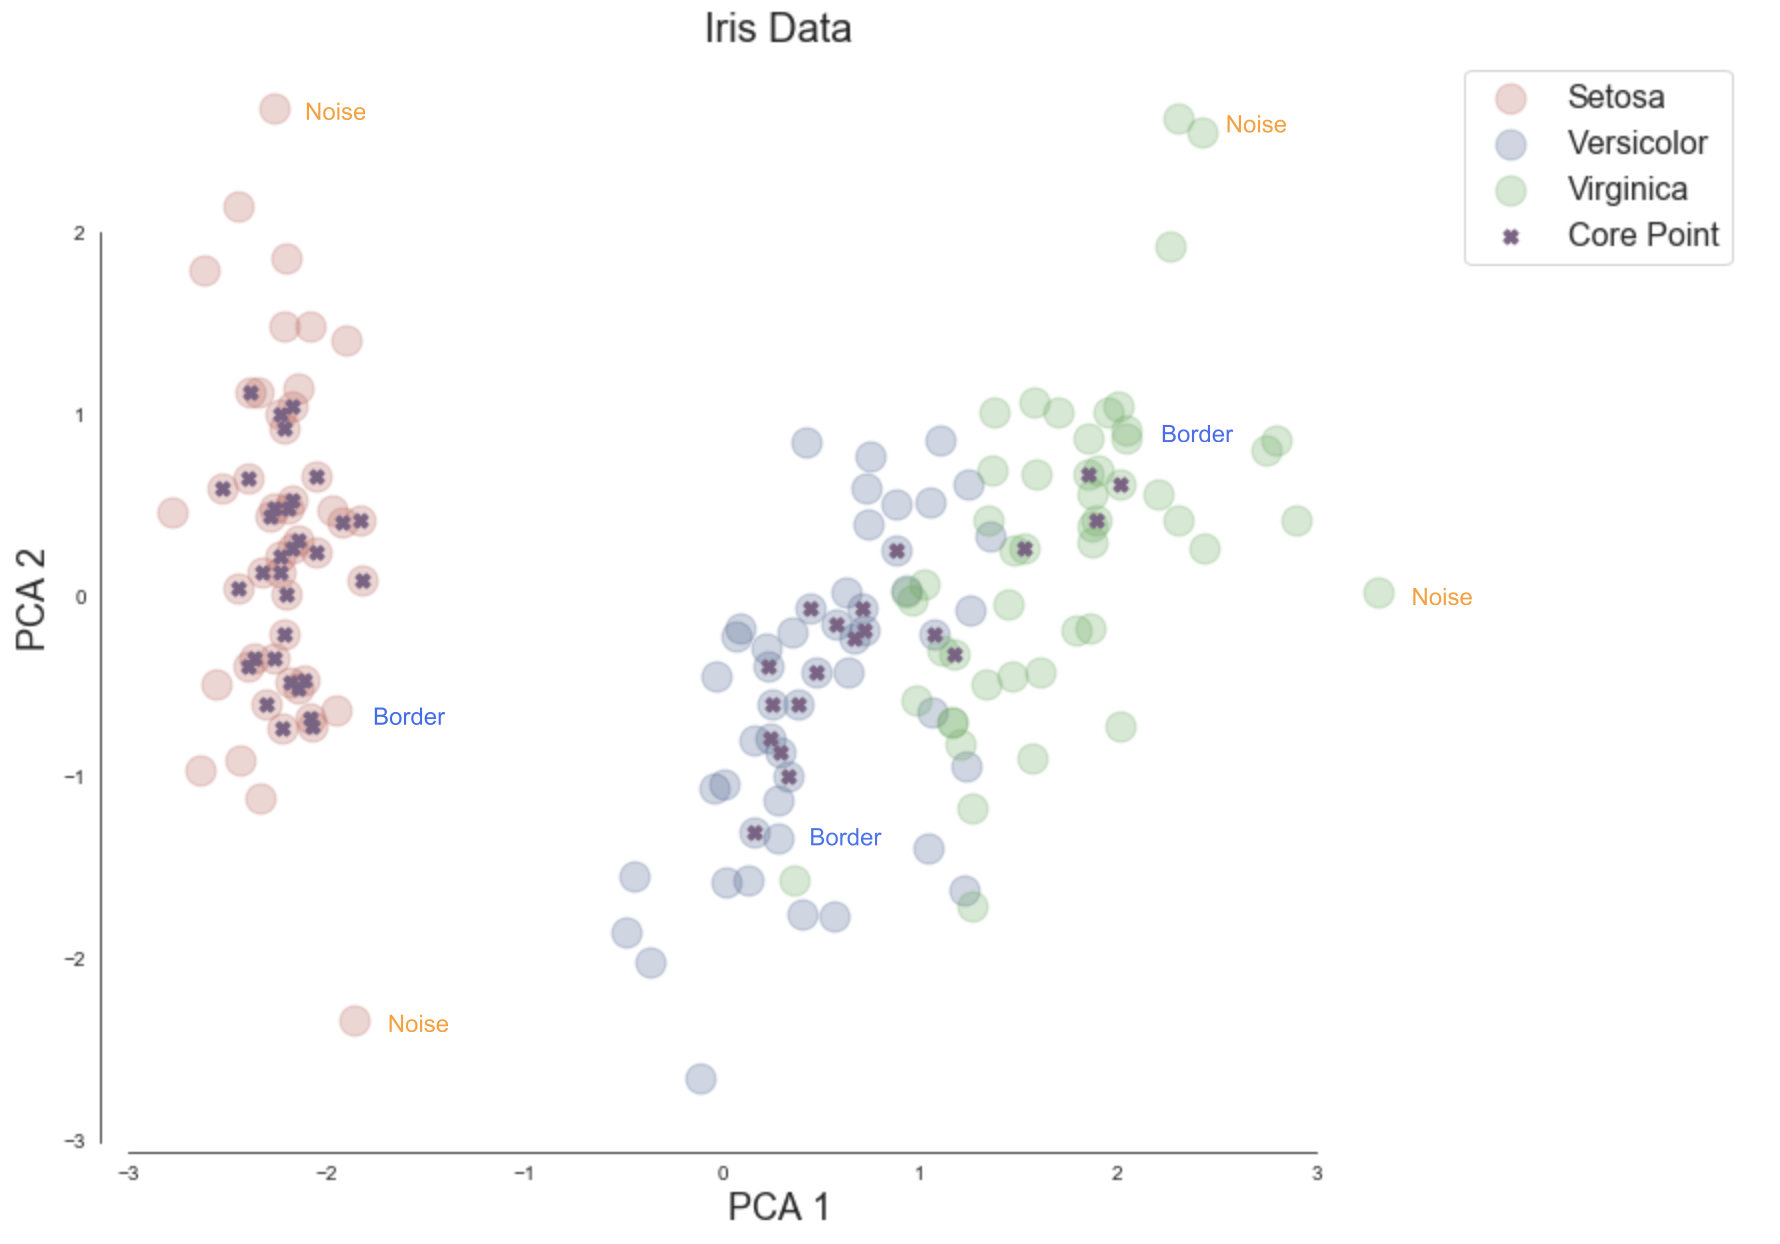 Iris Data
Noise
Noise
Setosa
Versicolor
Virginica
Core Point
2
1
0
−1
−2
−3
PCA 2
Border
Noise
Border
Border
Noise
−3
−2
−1
0
1
2
3
PCA 1